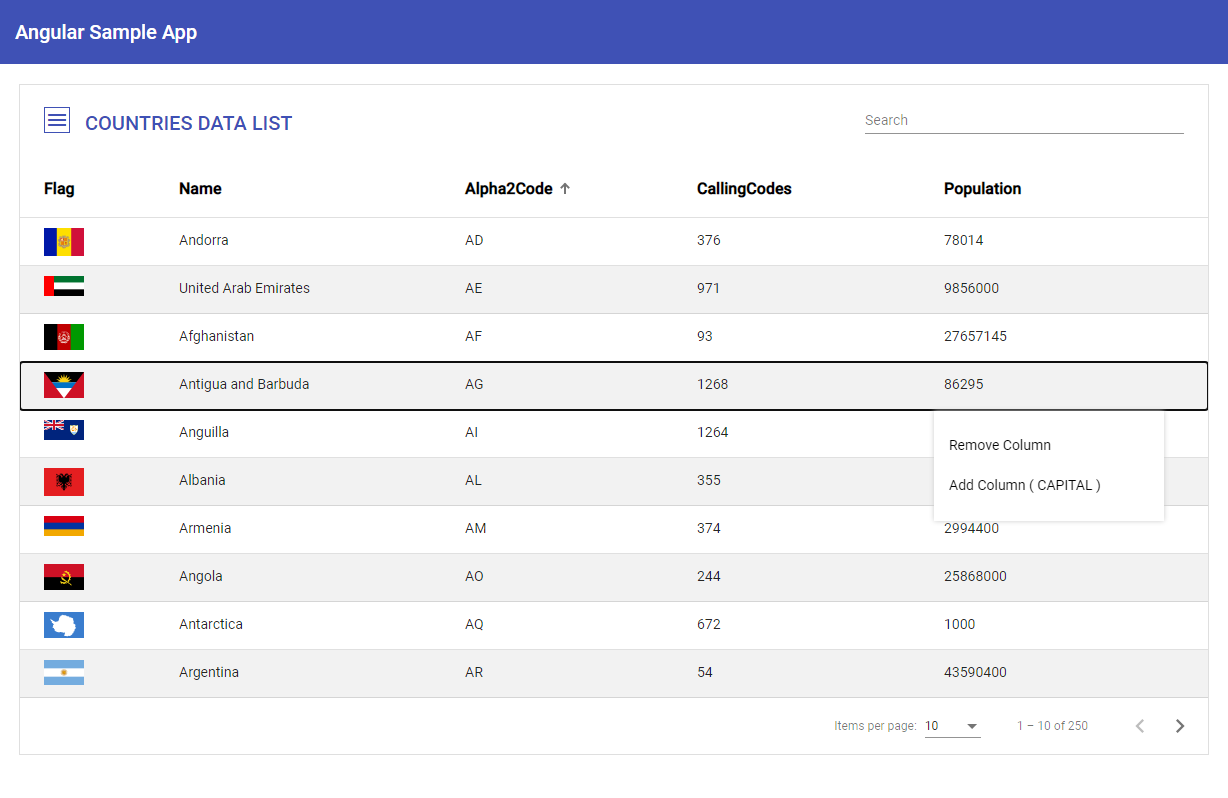 Angular Sample App
COUNTRIES DATA LIST Search
Flag Name Alpha2Code CallingCodes Population
Andorra AD 376 78014
United Arab Emirates AE 971 9856000
Afghanistan AF 93 27657145
Antigua and Barbuda AG 1268 86295
Anguilla AI 1264
Remove Column
Albania AL 355
Add Column ( CAPITAL )
Armenia AM 374 2994400
Angola AO 244 25868000
Antarctica AQ 672 1000
Argentina AR 54 43590400
Items per page: 10 1 – 10 of 250